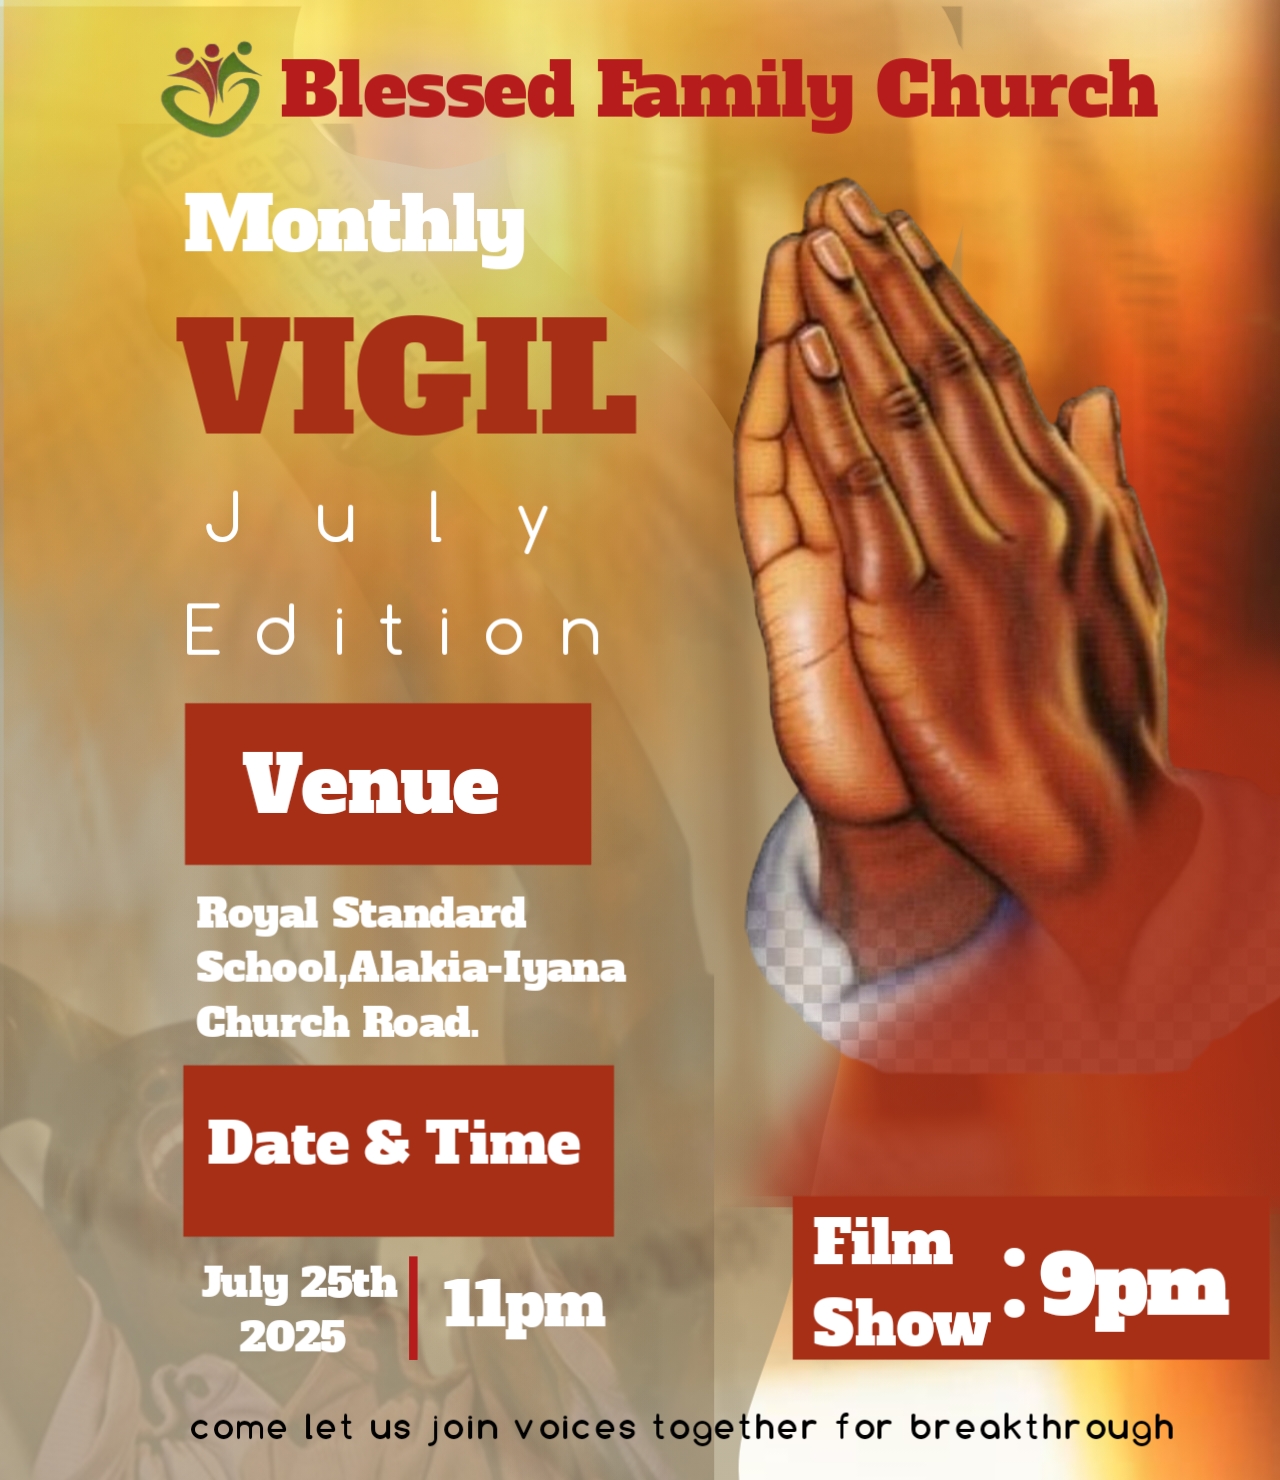 Blessed Family Church
Monthly
VIGIL
July
Edition
Venue
Royal Standard
School,Alakia-Iyana
Church Road.
Date & Time
July 25th
2025
11pm
Film
Show
: 9pm
come let us join voices together for breakthrough